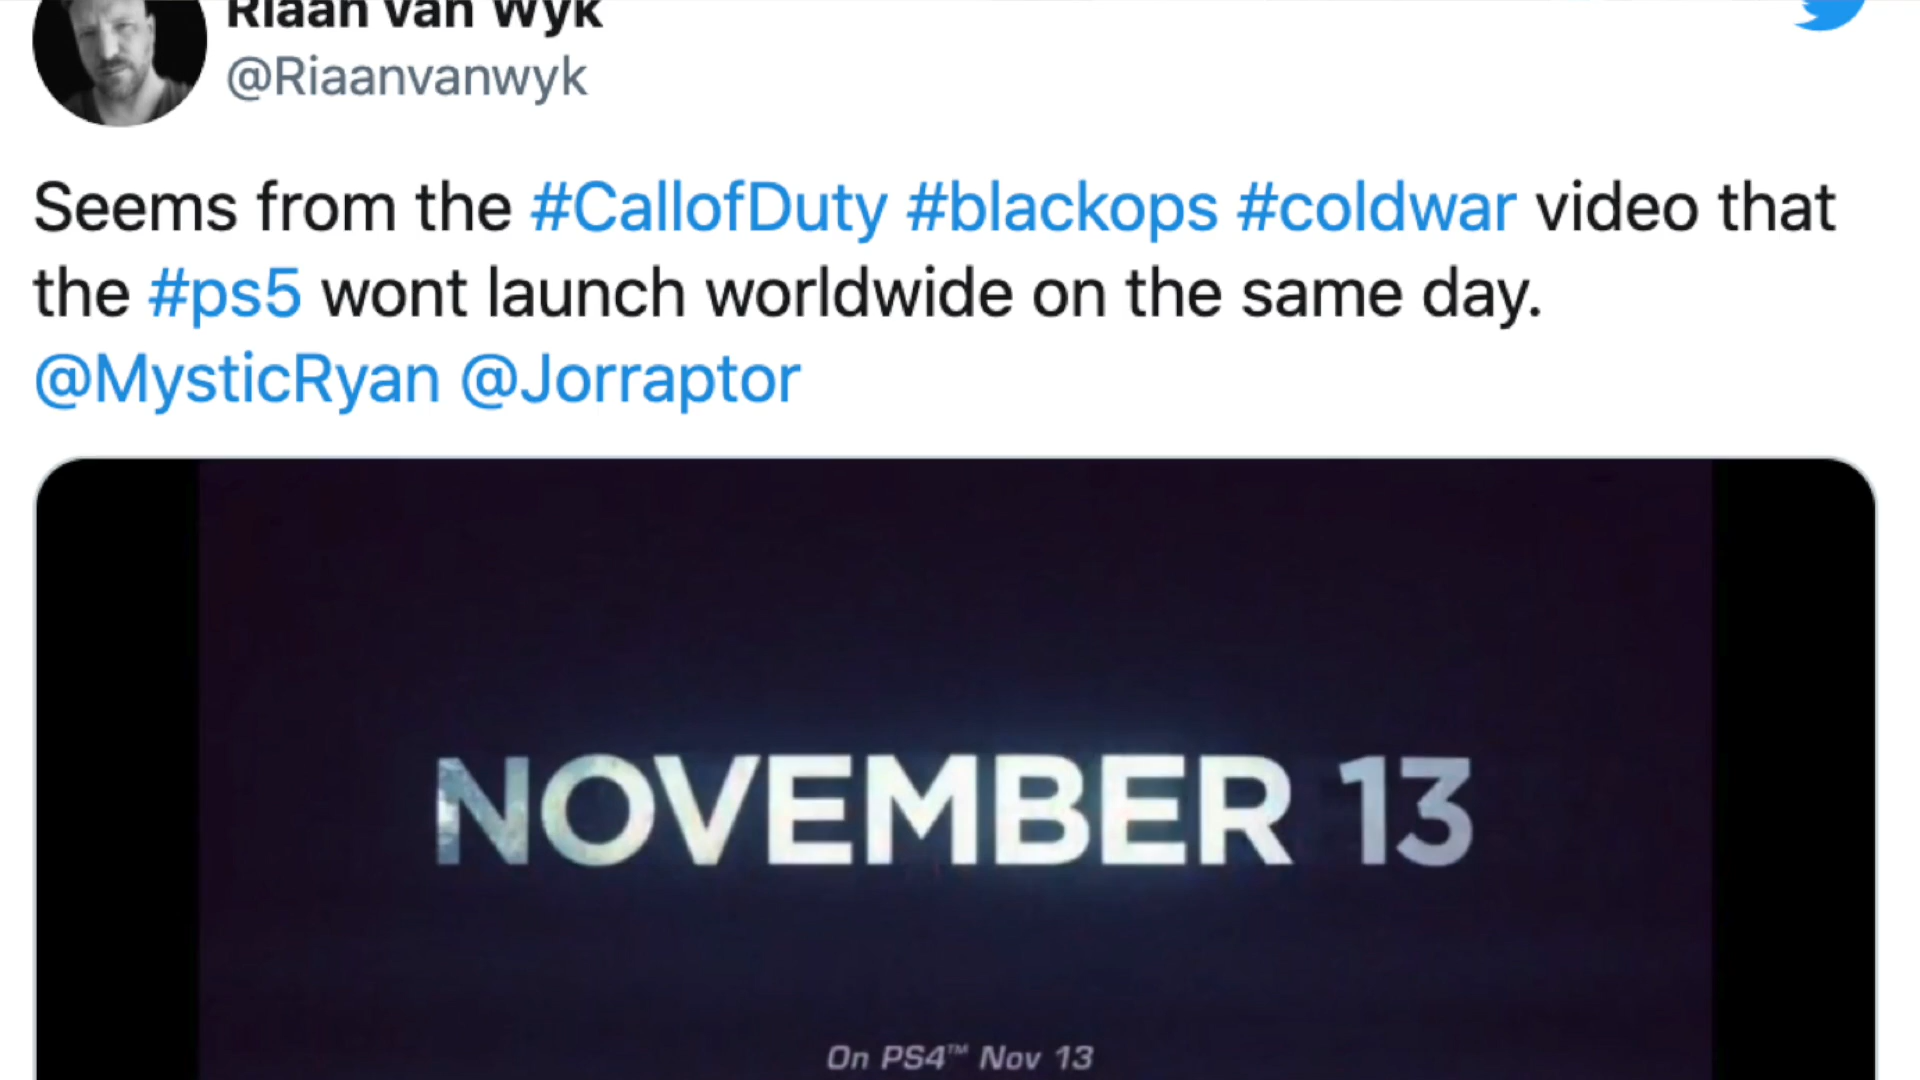 Riaan van Wyk
@Riaanvanwyk
Seems from the #CallofDuty #blackops #coldwar video that
the #ps5 wont launch worldwide on the same day.
@MysticRyan @Jorraptor
NOVEMBER 13
On PS4™ Nov 13